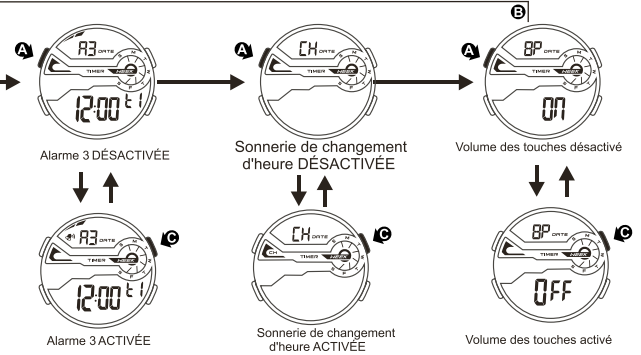 B
A
A3 DATE
TIMER
12:00 t1
Alarme 3 DÉSACTIVÉE
A
CH DATE
TIMER
Sonnerie de changement
d'heure DÉSACTIVÉE
A
BP DATE
TIMER
ON
Volume des touches désactivé
A3 DATE
C
TIMER
12:00 t1
Alarme 3 ACTIVÉE
CH DATE
C
CH
TIMER
Sonnerie de changement
d'heure ACTIVÉE
BP DATE
C
TIMER
OFF
Volume des touches activé